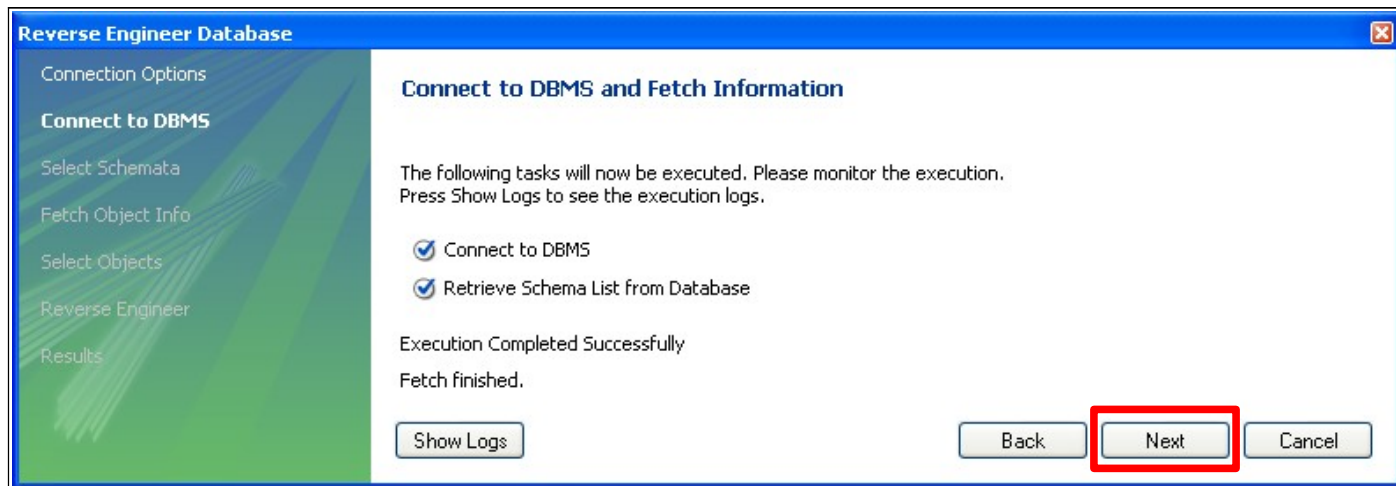 Reverse Engineer Database
Connection Options
Connect to DBMS
Select Schemata
Fetch Object Info
Select Objects
Reverse Engineer
Results
Connect to DBMS and Fetch Information
The following tasks will now be executed. Please monitor the execution.
Press Show Logs to see the execution logs.
Connect to DBMS
Retrieve Schema List from Database
Execution Completed Successfully
Fetch finished.
Show Logs
Back
Next
Cancel